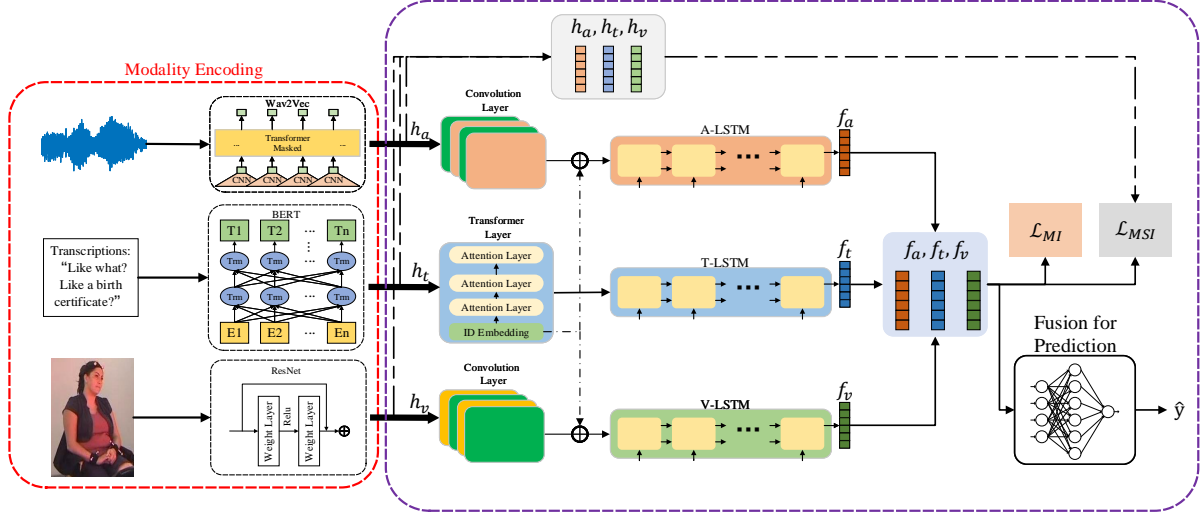 Modality Encoding
Wav2Vec
Transformer
Masked
...
...
CNN
CNN
CNN
CNN
BERT
T1
T2
...
Tn
Trm
Trm
...
Trm
Trm
Trm
...
Trm
E1
E2
...
En
Transcriptions:
“Like what?
Like a birth
certificate?”
ResNet
Weight Layer
Relu
Weight Layer
h_a
h_t
h_v
h_a, h_t, h_v
Convolution
Layer
Transformer
Layer
Attention Layer
Attention Layer
Attention Layer
ID Embedding
Convolution
Layer
A-LSTM
...
T-LSTM
...
V-LSTM
...
f_a
f_t
f_v
f_a, f_t, f_v
ℒ_MI
ℒ_MSI
Fusion for
Prediction
ŷ